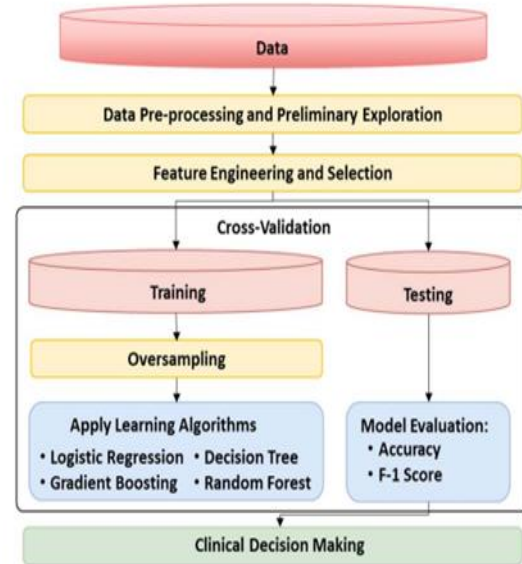 Data
Data Pre-processing and Preliminary Exploration
Feature Engineering and Selection
Cross-Validation
Training
Testing
Oversampling
Apply Learning Algorithms
• Logistic Regression • Decision Tree
• Gradient Boosting • Random Forest
Model Evaluation:
• Accuracy
• F-1 Score
Clinical Decision Making